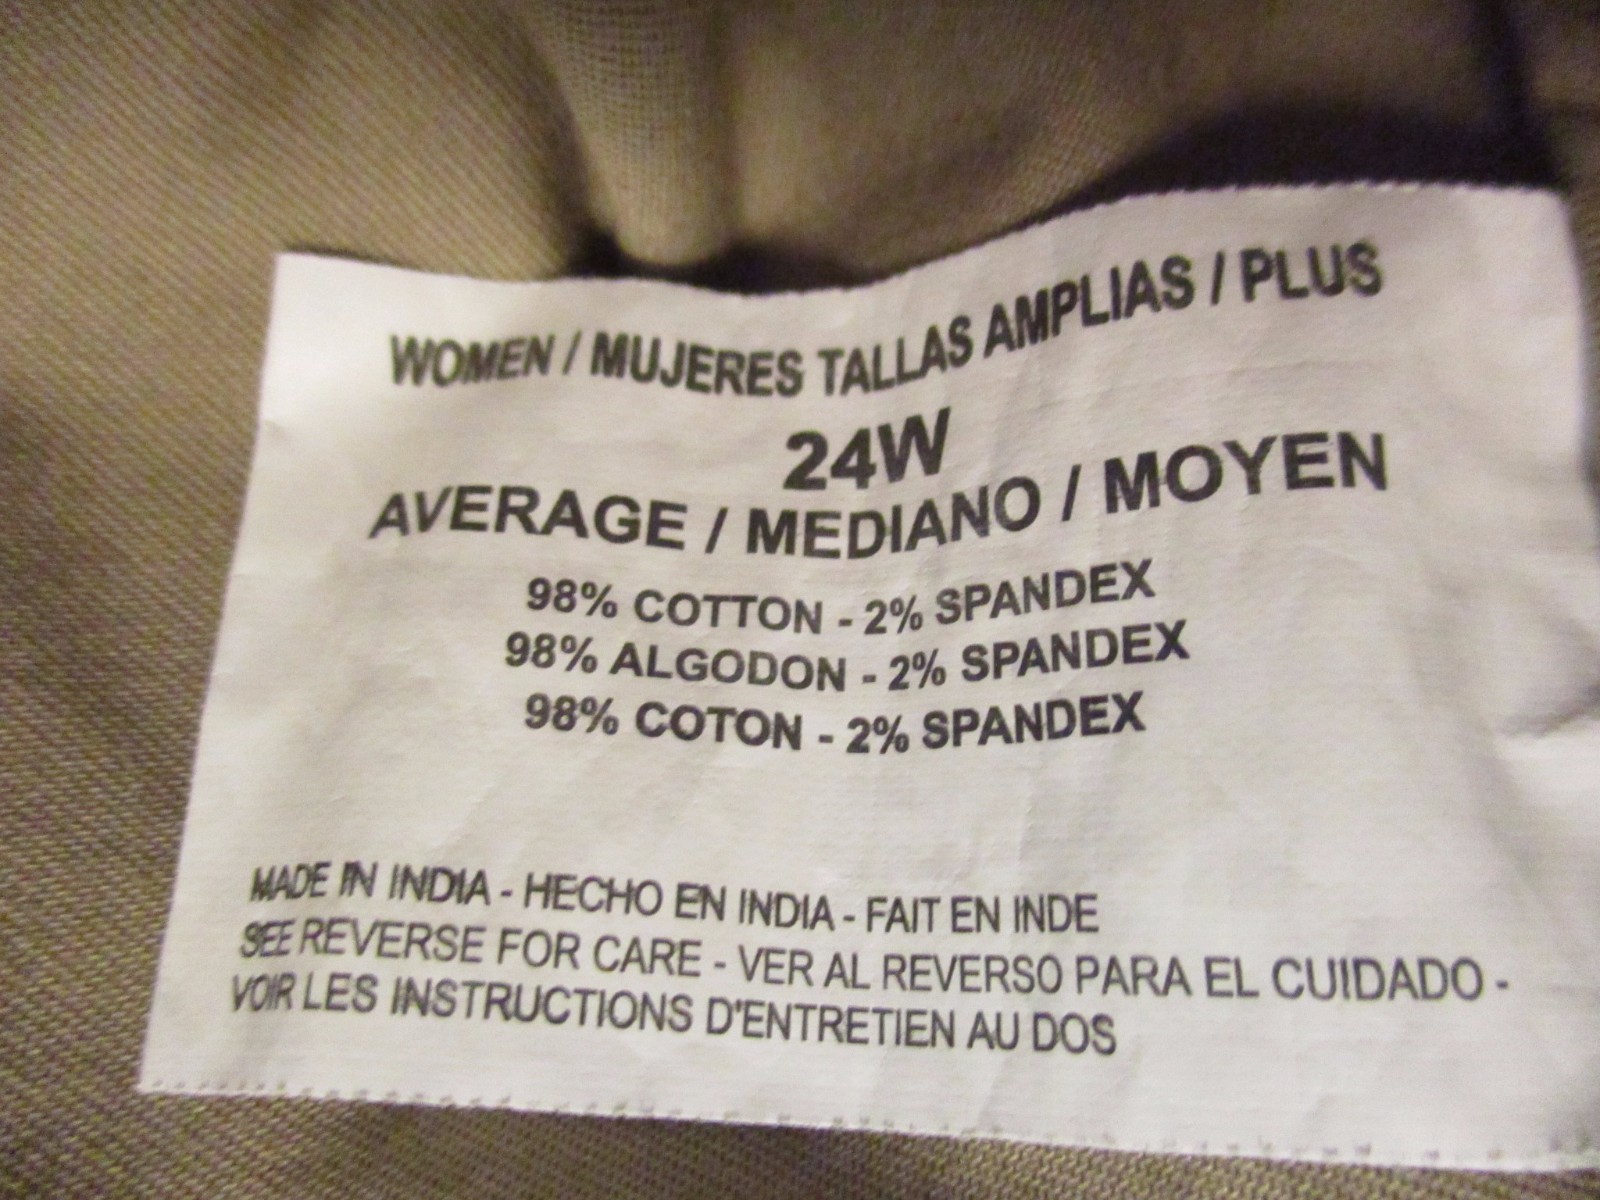 WOMEN / MUJERES TALLAS AMPLIAS / PLUS
24W
AVERAGE / MEDIANO / MOYEN
98% COTTON - 2% SPANDEX
98% ALGODON - 2% SPANDEX
98% COTON - 2% SPANDEX
MADE IN INDIA - HECHO EN INDIA - FAIT EN INDE
SEE REVERSE FOR CARE - VER AL REVERSO PARA EL CUIDADO -
VOIR LES INSTRUCTIONS D'ENTRETIEN AU DOS